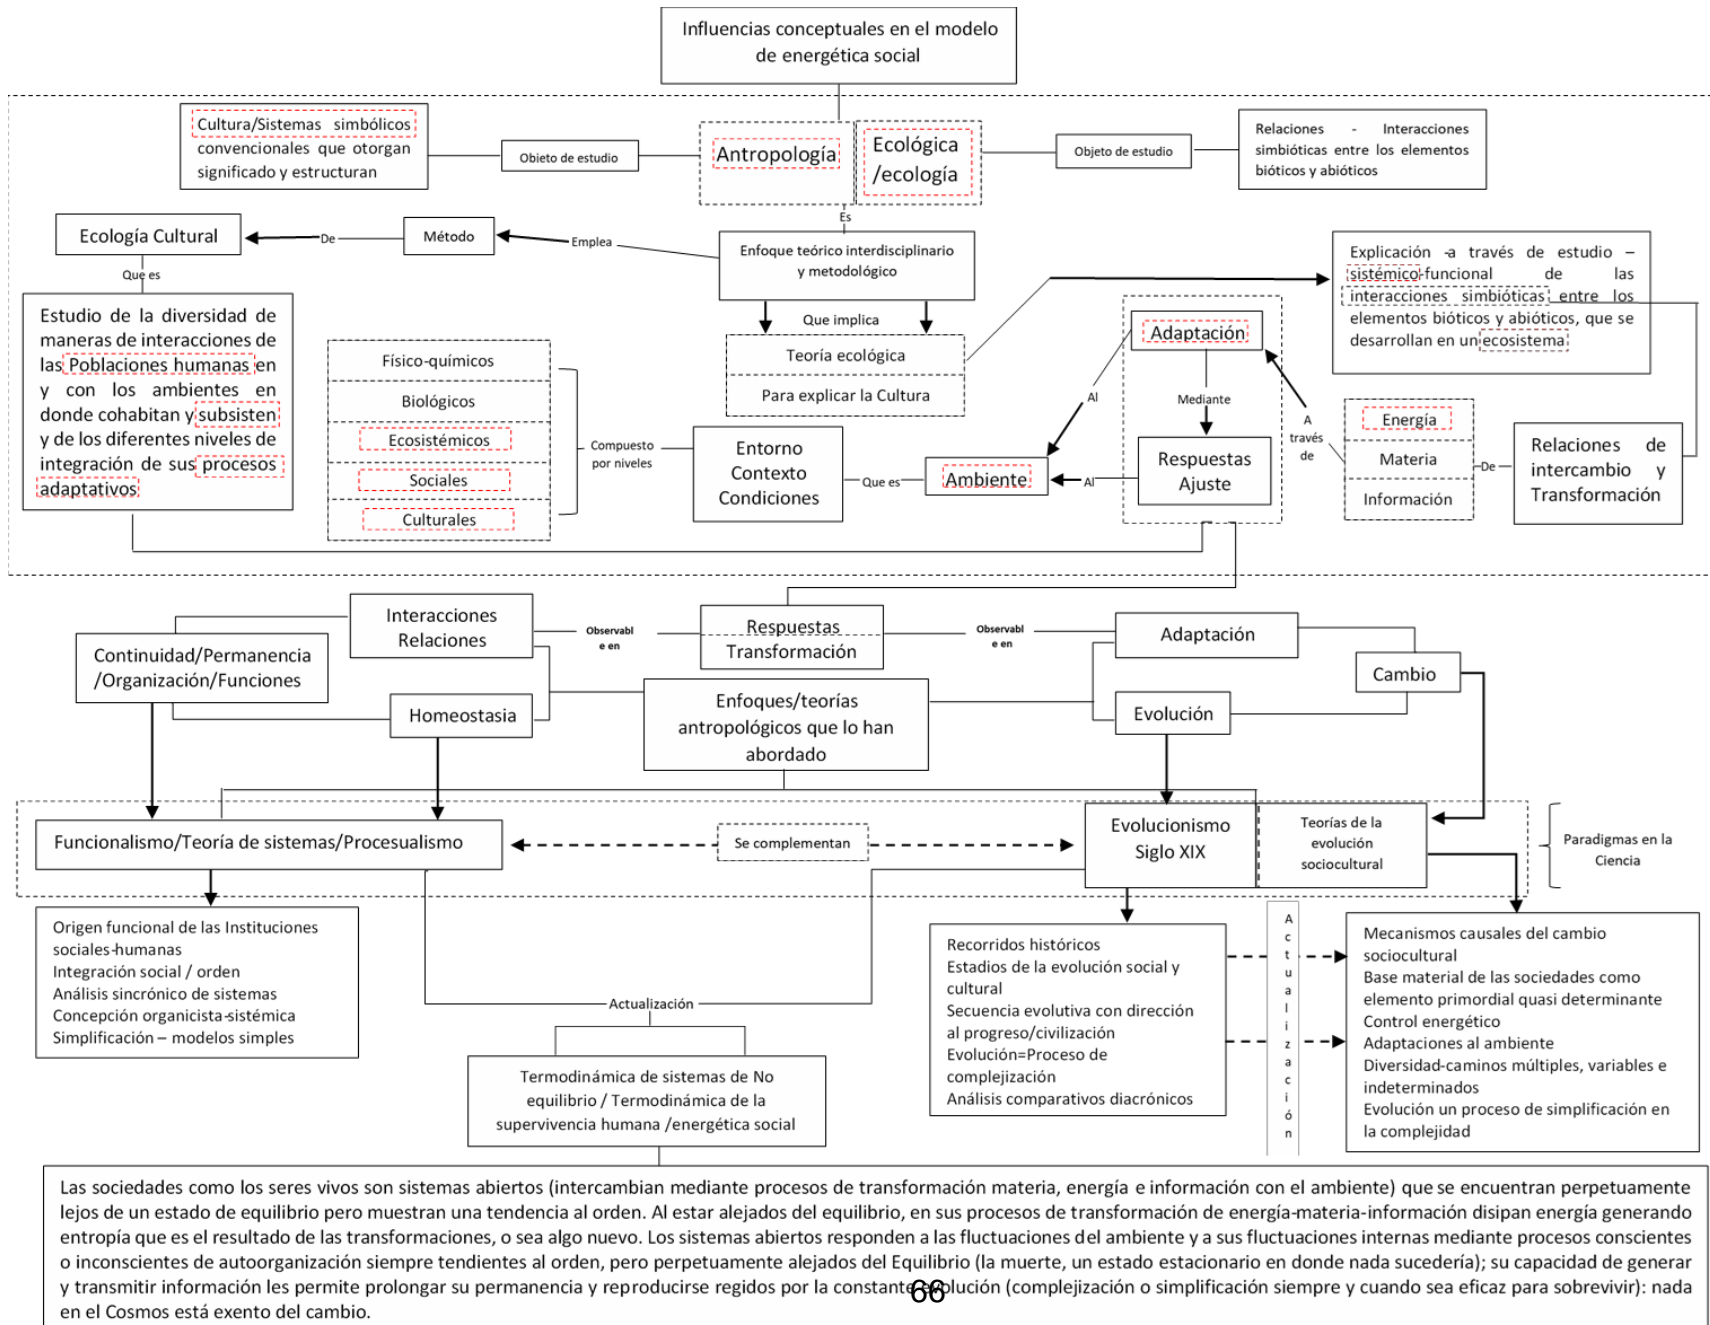 Influencias conceptuales en el modelo
de energética social
Cultura/Sistemas simbólicos
convencionales que otorgan
significado y estructuran
Objeto de estudio
Antropología
Ecológica
/ecología
Objeto de estudio
Relaciones - Interacciones
simbióticas entre los elementos
bióticos y abióticos
Es
Ecología Cultural
De
Método
Emplea
Enfoque teórico interdisciplinario
y metodológico
Explicación -a través de estudio –
sistémico-funcional de las
interacciones simbióticas entre los
elementos bióticos y abióticos, que se
desarrollan en un ecosistema
Que es
Estudio de la diversidad de
maneras de interacciones de
las Poblaciones humanas en
y con los ambientes en
donde cohabitan y subsisten
y de los diferentes niveles de
integración de sus procesos
adaptativos
Que implica
Teoría ecológica
Para explicar la Cultura
Adaptación
Mediante
Al
Respuestas
Ajuste
Al
A
través
de
Energía
Materia
Información
De
Relaciones de
intercambio y
Transformación
Físico-químicos
Biológicos
Ecosistémicos
Sociales
Culturales
Compuesto
por niveles
Entorno
Contexto
Condiciones
Que es
Ambiente
Interacciones
Relaciones
Observabl
e en
Respuestas
Transformación
Observabl
e en
Adaptación
Continuidad/Permanencia
/Organización/Funciones
Cambio
Homeostasia
Enfoques/teorías
antropológicos que lo han
abordado
Evolución
Funcionalismo/Teoría de sistemas/Procesualismo
Se complementan
Evolucionismo
Siglo XIX
Teorías de la
evolución
sociocultural
Paradigmas en la
Ciencia
Origen funcional de las Instituciones
sociales-humanas
Integración social / orden
Análisis sincrónico de sistemas
Concepción organicista-sistémica
Simplificación – modelos simples
Actualización
Recorridos históricos
Estadios de la evolución social y
cultural
Secuencia evolutiva con dirección
al progreso/civilización
Evolución=Proceso de
complejización
Análisis comparativos diacrónicos
A
c
t
u
a
l
i
z
a
c
i
ó
n
Mecanismos causales del cambio
sociocultural
Base material de las sociedades como
elemento primordial quasi determinante
Control energético
Adaptaciones al ambiente
Diversidad-caminos múltiples, variables e
indeterminados
Evolución un proceso de simplificación en
la complejidad
Termodinámica de sistemas de No
equilibrio / Termodinámica de la
supervivencia humana /energética social
Las sociedades como los seres vivos son sistemas abiertos (intercambian mediante procesos de transformación materia, energía e información con el ambiente) que se encuentran perpetuamente
lejos de un estado de equilibrio pero muestran una tendencia al orden. Al estar alejados del equilibrio, en sus procesos de transformación de energía-materia-información disipan energía generando
entropía que es el resultado de las transformaciones, o sea algo nuevo. Los sistemas abiertos responden a las fluctuaciones del ambiente y a sus fluctuaciones internas mediante procesos conscientes
o inconscientes de autoorganización siempre tendientes al orden, pero perpetuamente alejados del Equilibrio (la muerte, un estado estacionario en donde nada sucedería); su capacidad de generar
y transmitir información les permite prolongar su permanencia y reproducirse regidos por la constante evolución (complejización o simplificación siempre y cuando sea eficaz para sobrevivir): nada
en el Cosmos está exento del cambio.
66